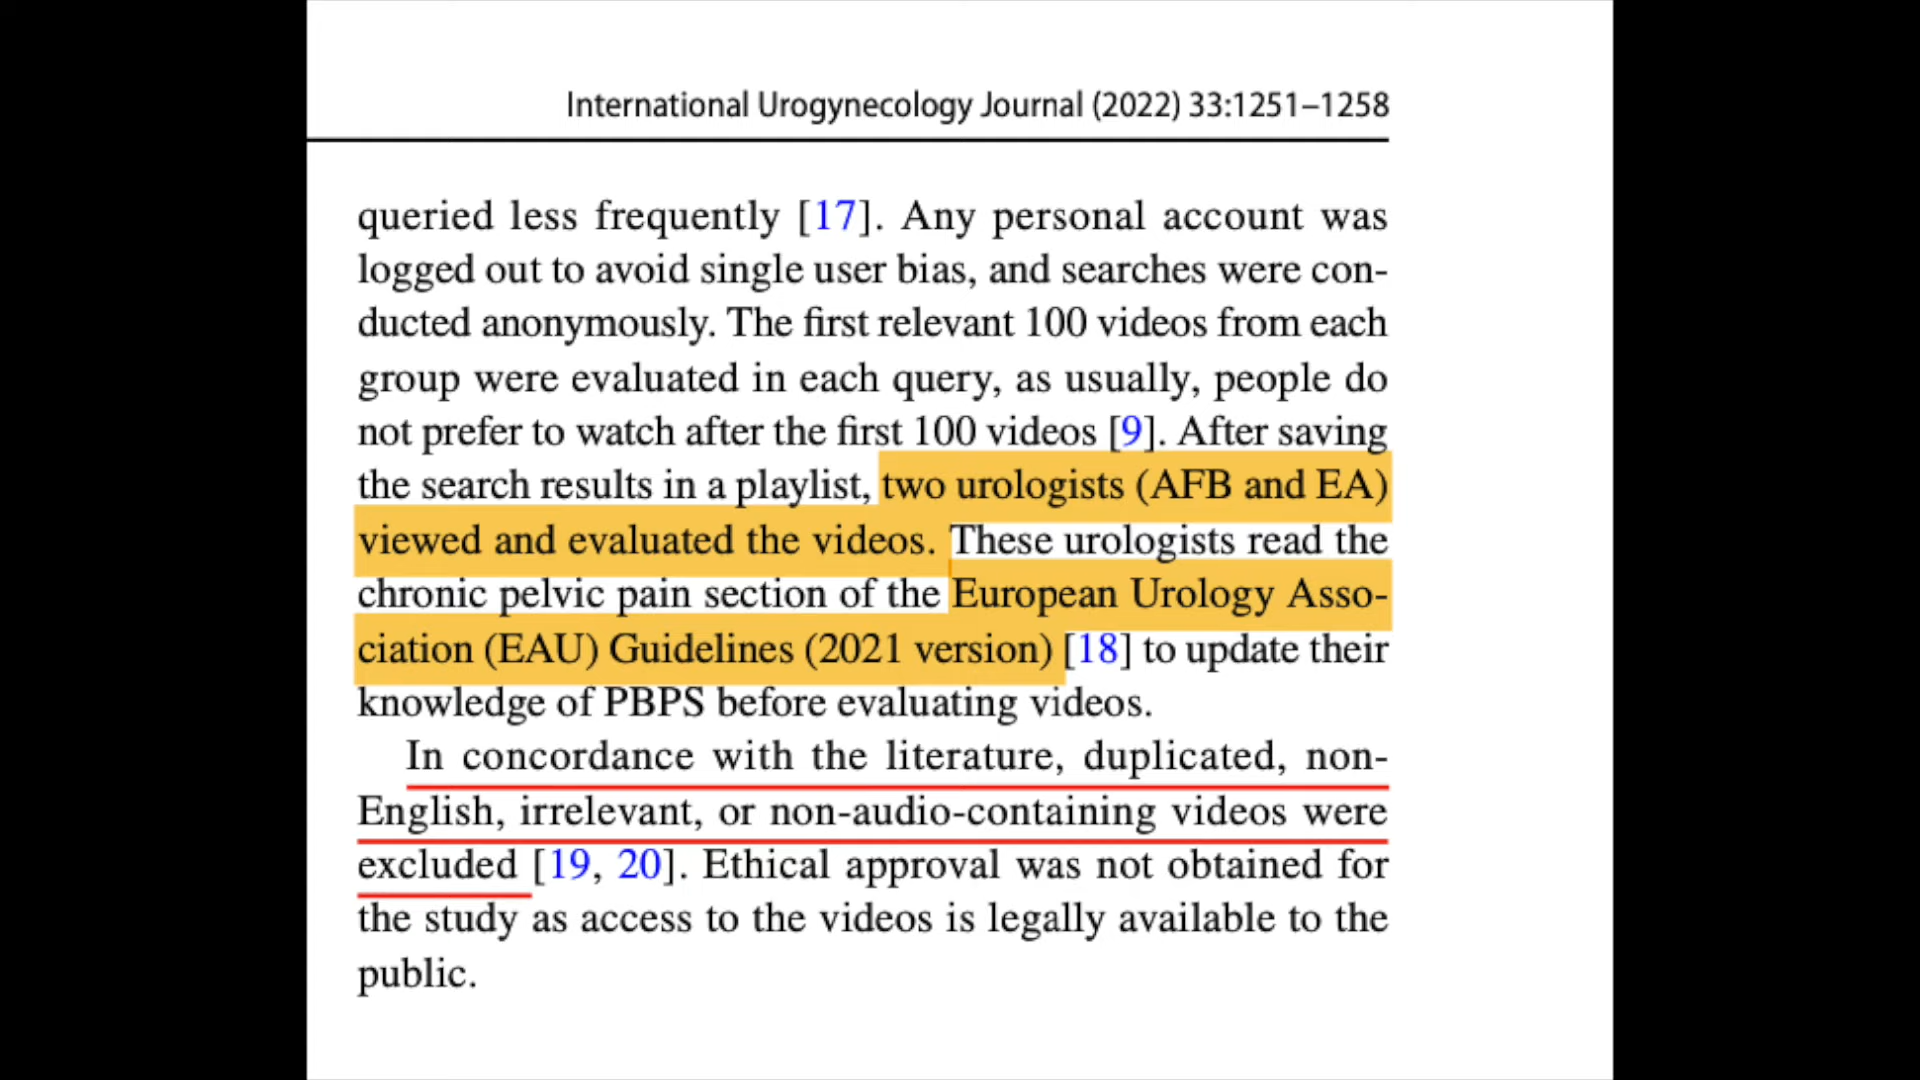 International Urogynecology Journal (2022) 33:1251–1258
queried less frequently [17]. Any personal account was
logged out to avoid single user bias, and searches were con-
ducted anonymously. The first relevant 100 videos from each
group were evaluated in each query, as usually, people do
not prefer to watch after the first 100 videos [9]. After saving
the search results in a playlist, two urologists (AFB and EA)
viewed and evaluated the videos. These urologists read the
chronic pelvic pain section of the European Urology Asso-
ciation (EAU) Guidelines (2021 version) [18] to update their
knowledge of PBPS before evaluating videos.
In concordance with the literature, duplicated, non-
English, irrelevant, or non-audio-containing videos were
excluded [19, 20]. Ethical approval was not obtained for
the study as access to the videos is legally available to the
public.